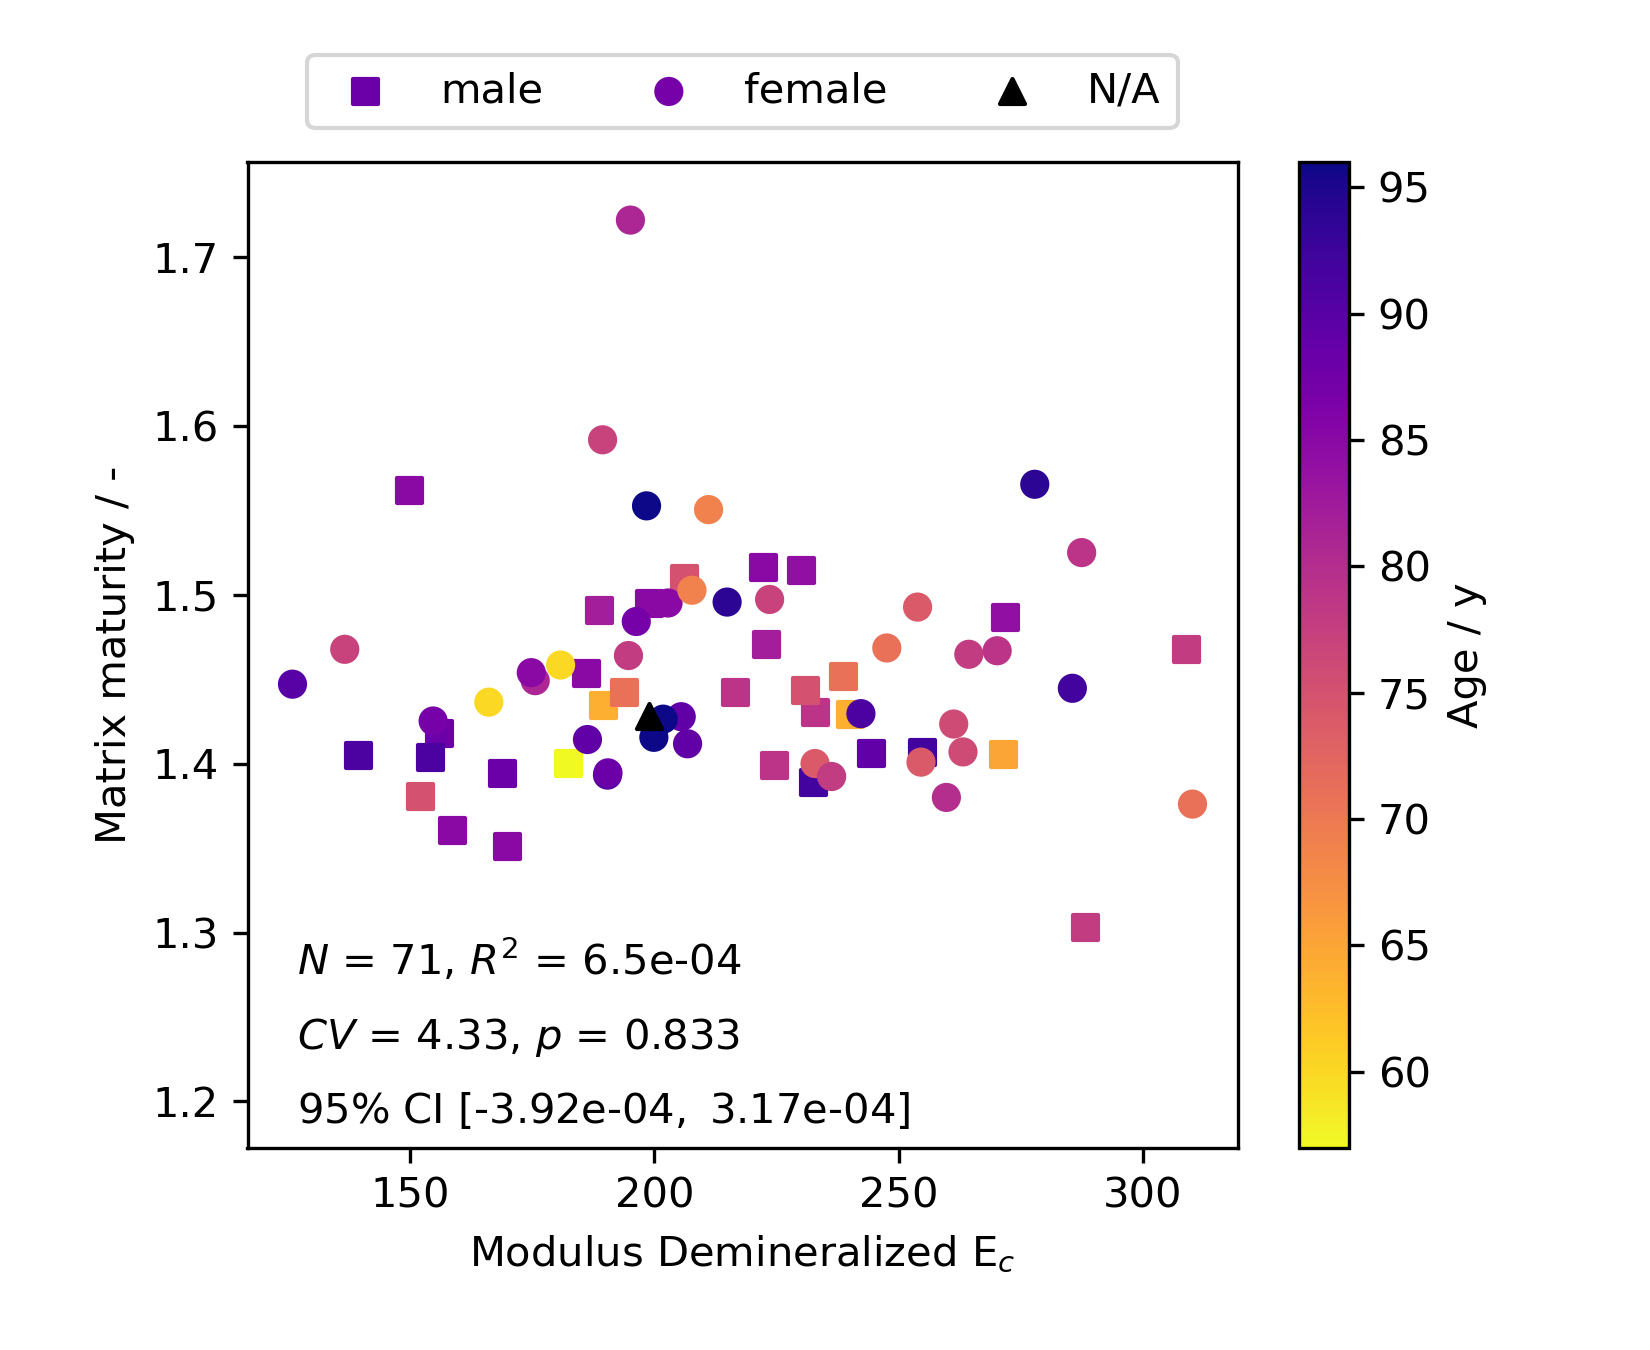 male female N/A
Matrix maturity / -
1.7
1.6
1.5
1.4
1.3
1.2
N = 71, R² = 6.5e-04
CV = 4.33, p = 0.833
95% CI [-3.92e-04, 3.17e-04]
150 200 250 300
Modulus Demineralized E_c
95
90
85
80
75
70
65
60
Age / y